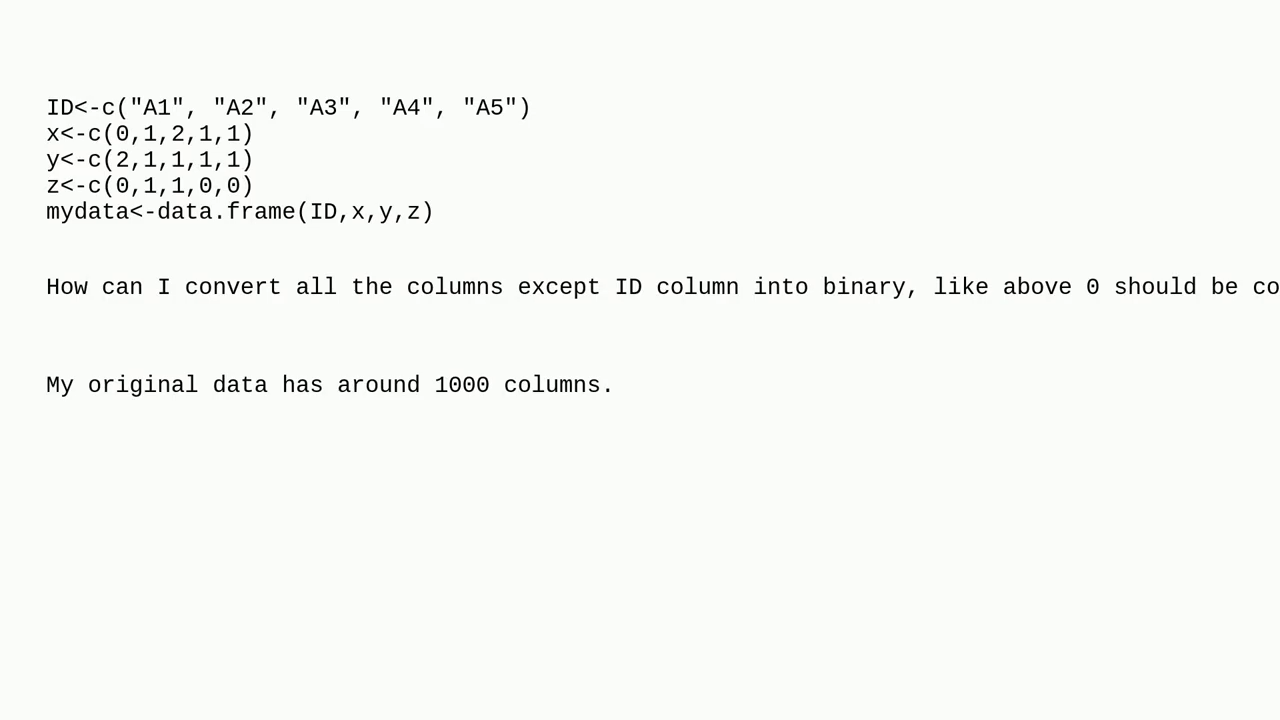 ID<-c("A1", "A2", "A3", "A4", "A5")
x<-c(0,1,2,1,1)
y<-c(2,1,1,1,1)
z<-c(0,1,1,0,0)
mydata<-data.frame(ID,x,y,z)
How can I convert all the columns except ID column into binary, like above 0 should be co
My original data has around 1000 columns.